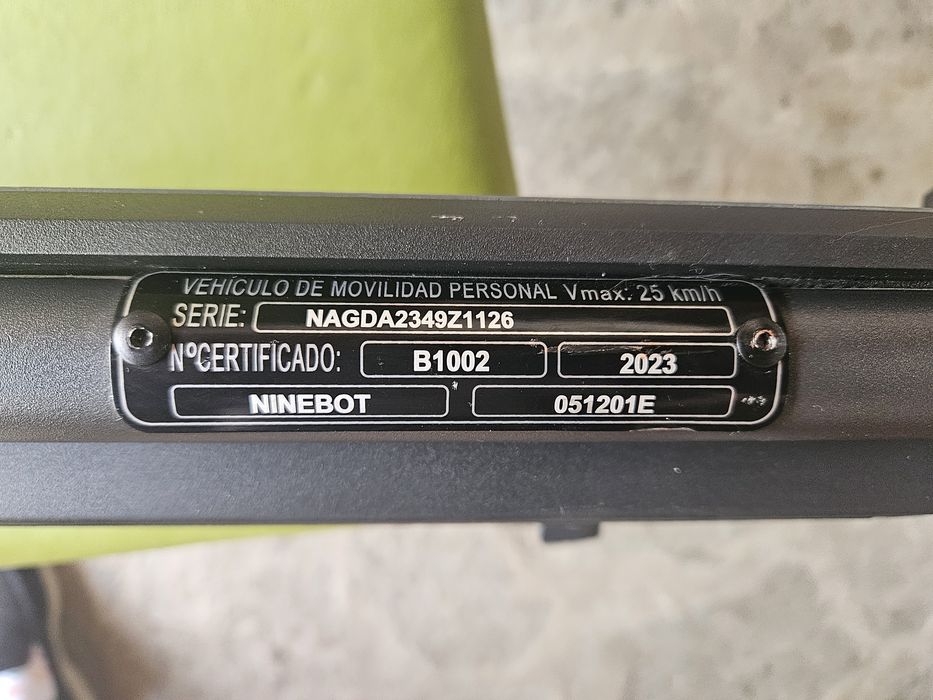 VEHÍCULO DE MOVILIDAD PERSONAL Vmax: 25 km/h
SERIE: NAGDA2349Z1126
NºCERTIFICADO: B1002 2023
NINEBOT 051201E